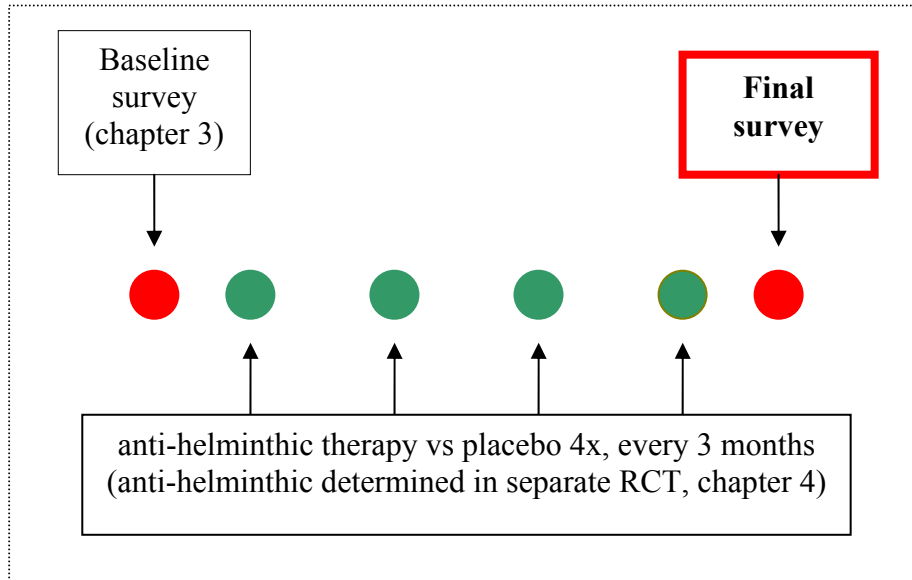 Baseline
survey
(chapter 3)
Final
survey
anti-helminthic therapy vs placebo 4x, every 3 months
(anti-helminthic determined in separate RCT, chapter 4)